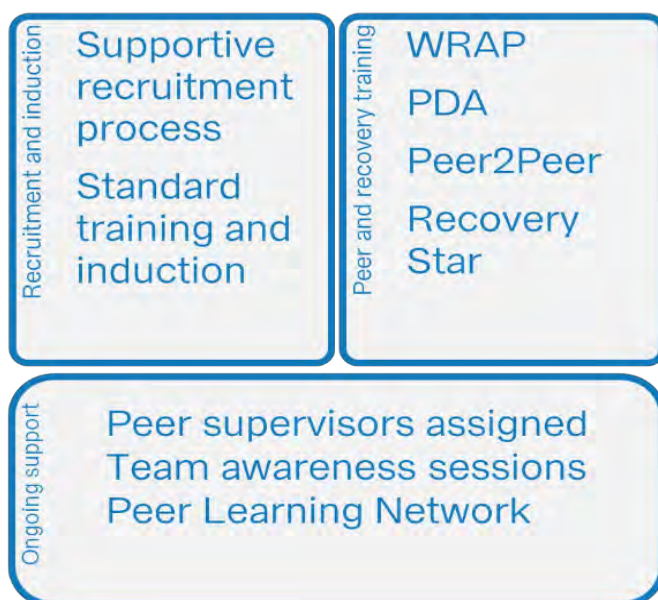 Recruitment and induction
Supportive
recruitment
process
Standard
training and
induction
Peer and recovery training
WRAP
PDA
Peer2Peer
Recovery
Star
Ongoing support
Peer supervisors assigned
Team awareness sessions
Peer Learning Network